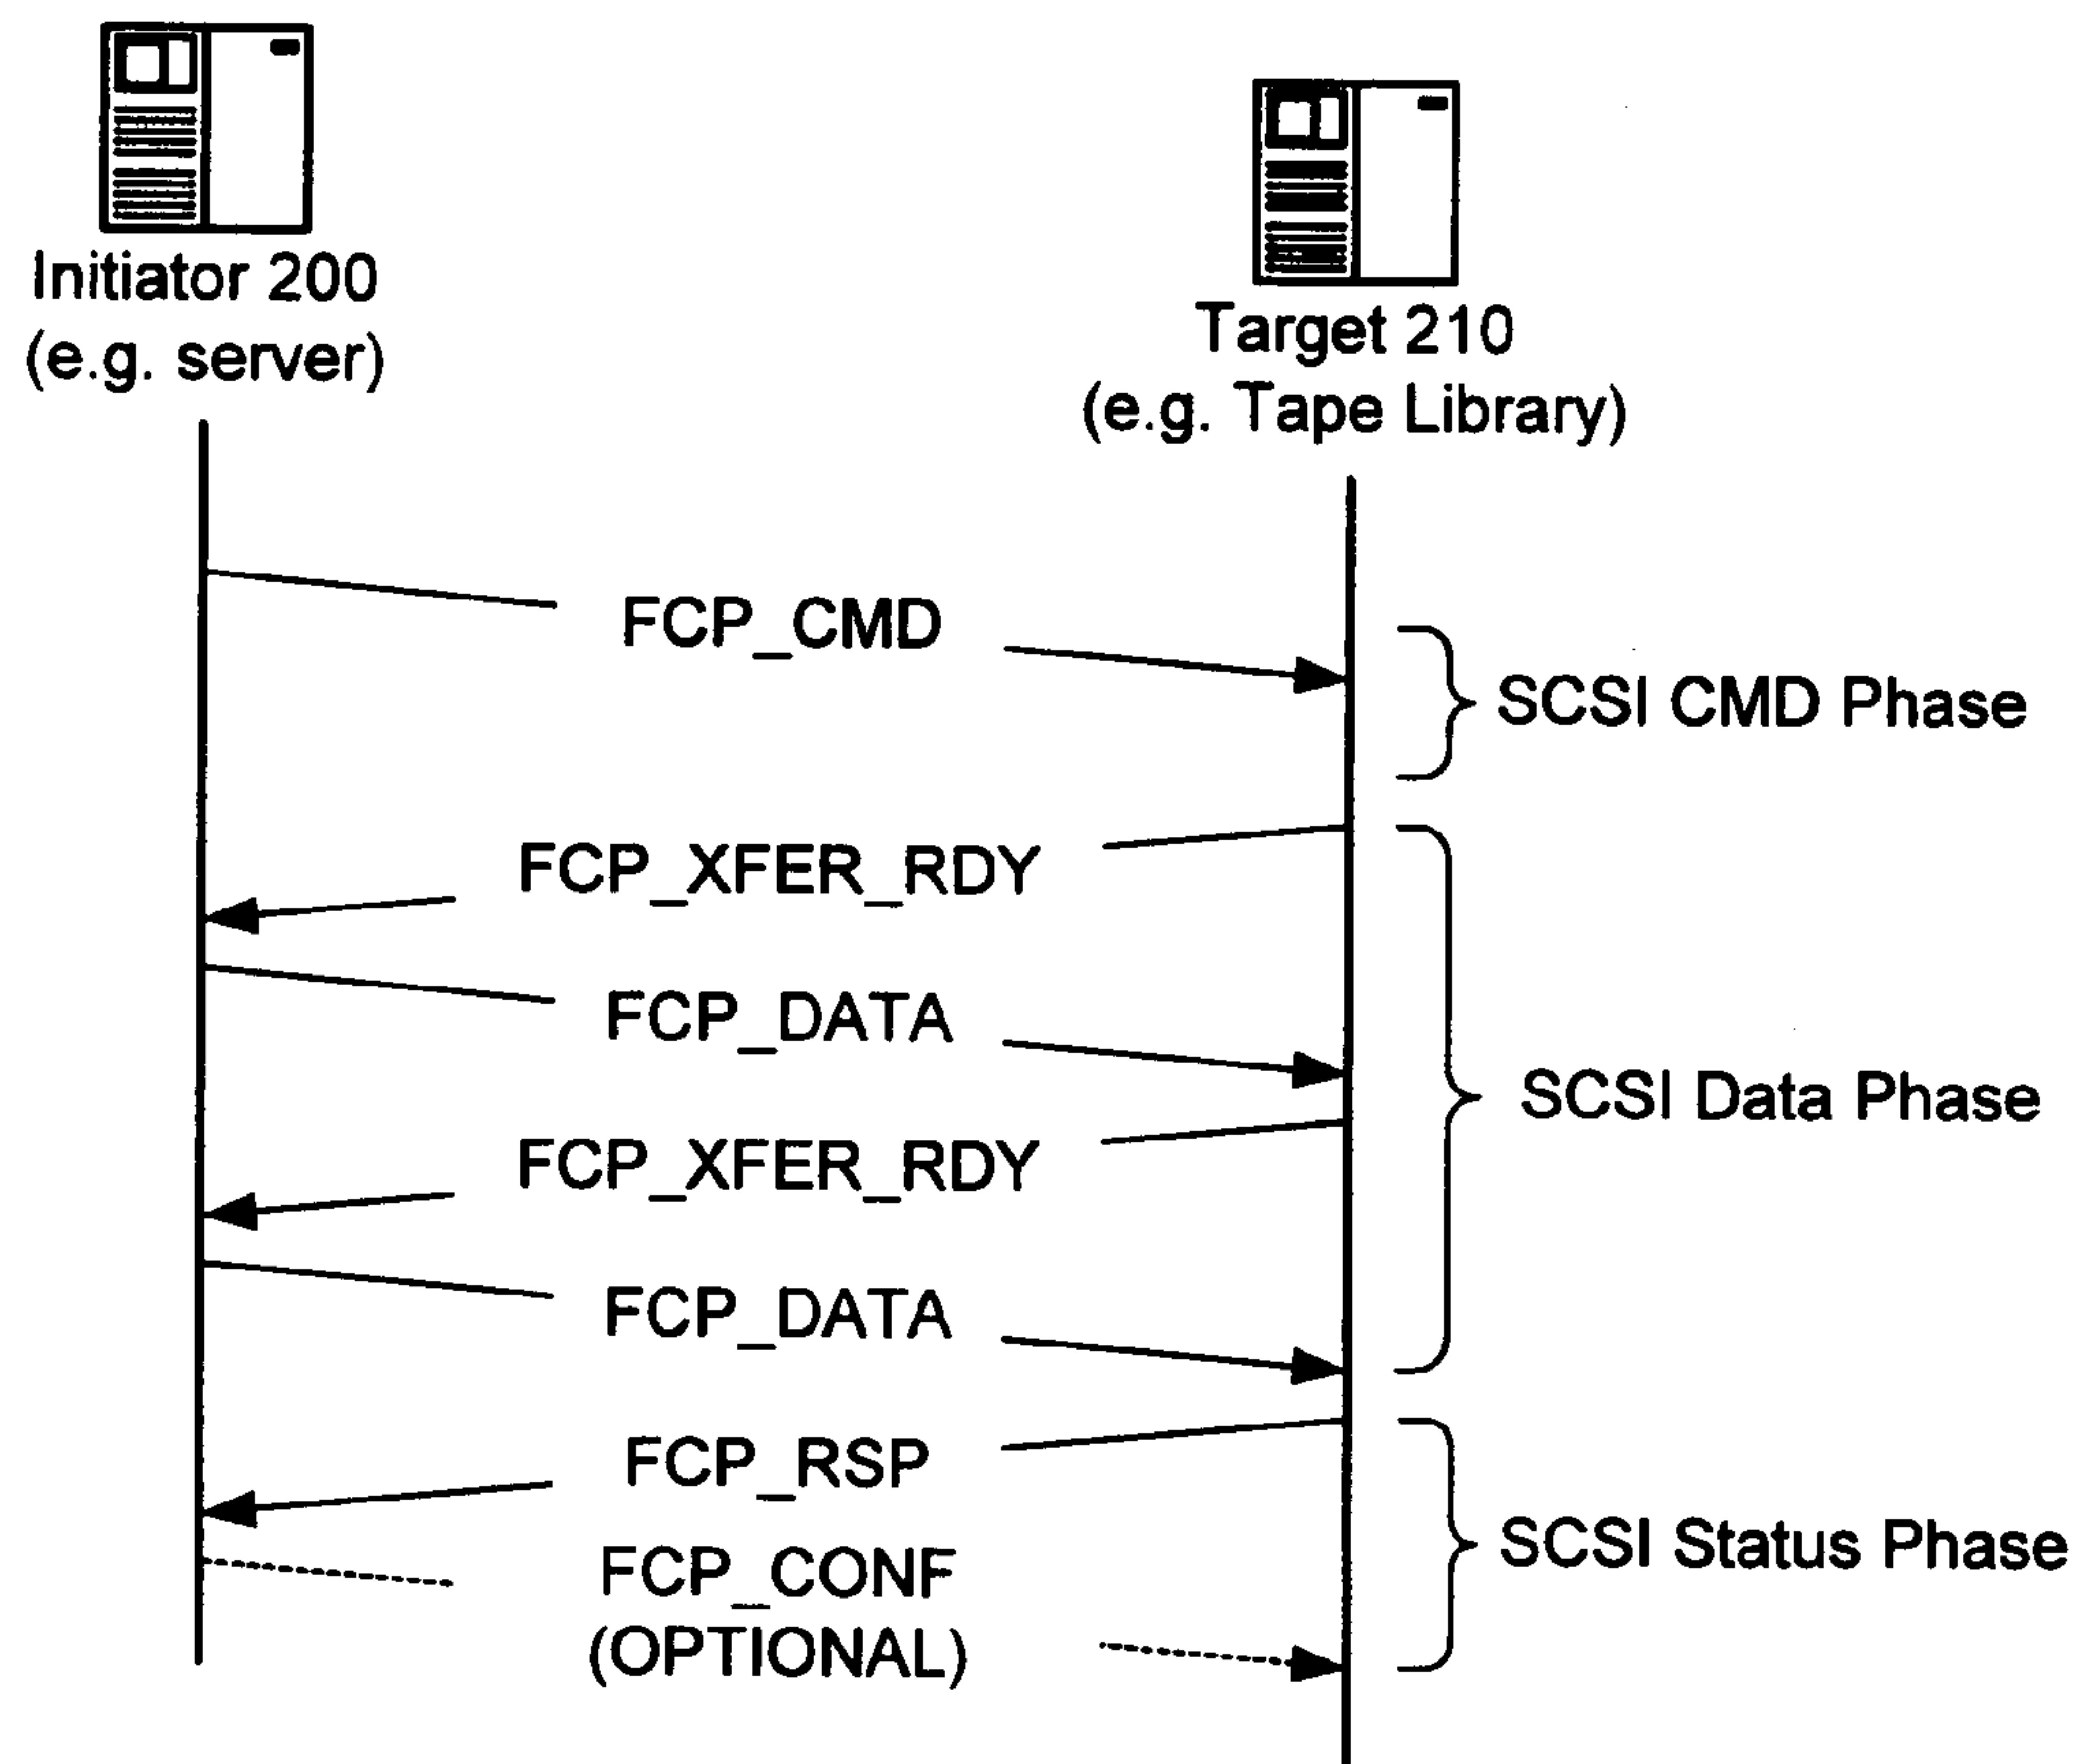 Initiator 200
(e.g. server)
Target 210
(e.g. Tape Library)
FCP_CMD
SCSI CMD Phase
FCP_XFER_RDY
FCP_DATA
SCSI Data Phase
FCP_XFER_RDY
FCP_DATA
FCP_RSP
SCSI Status Phase
FCP_CONF
(OPTIONAL)